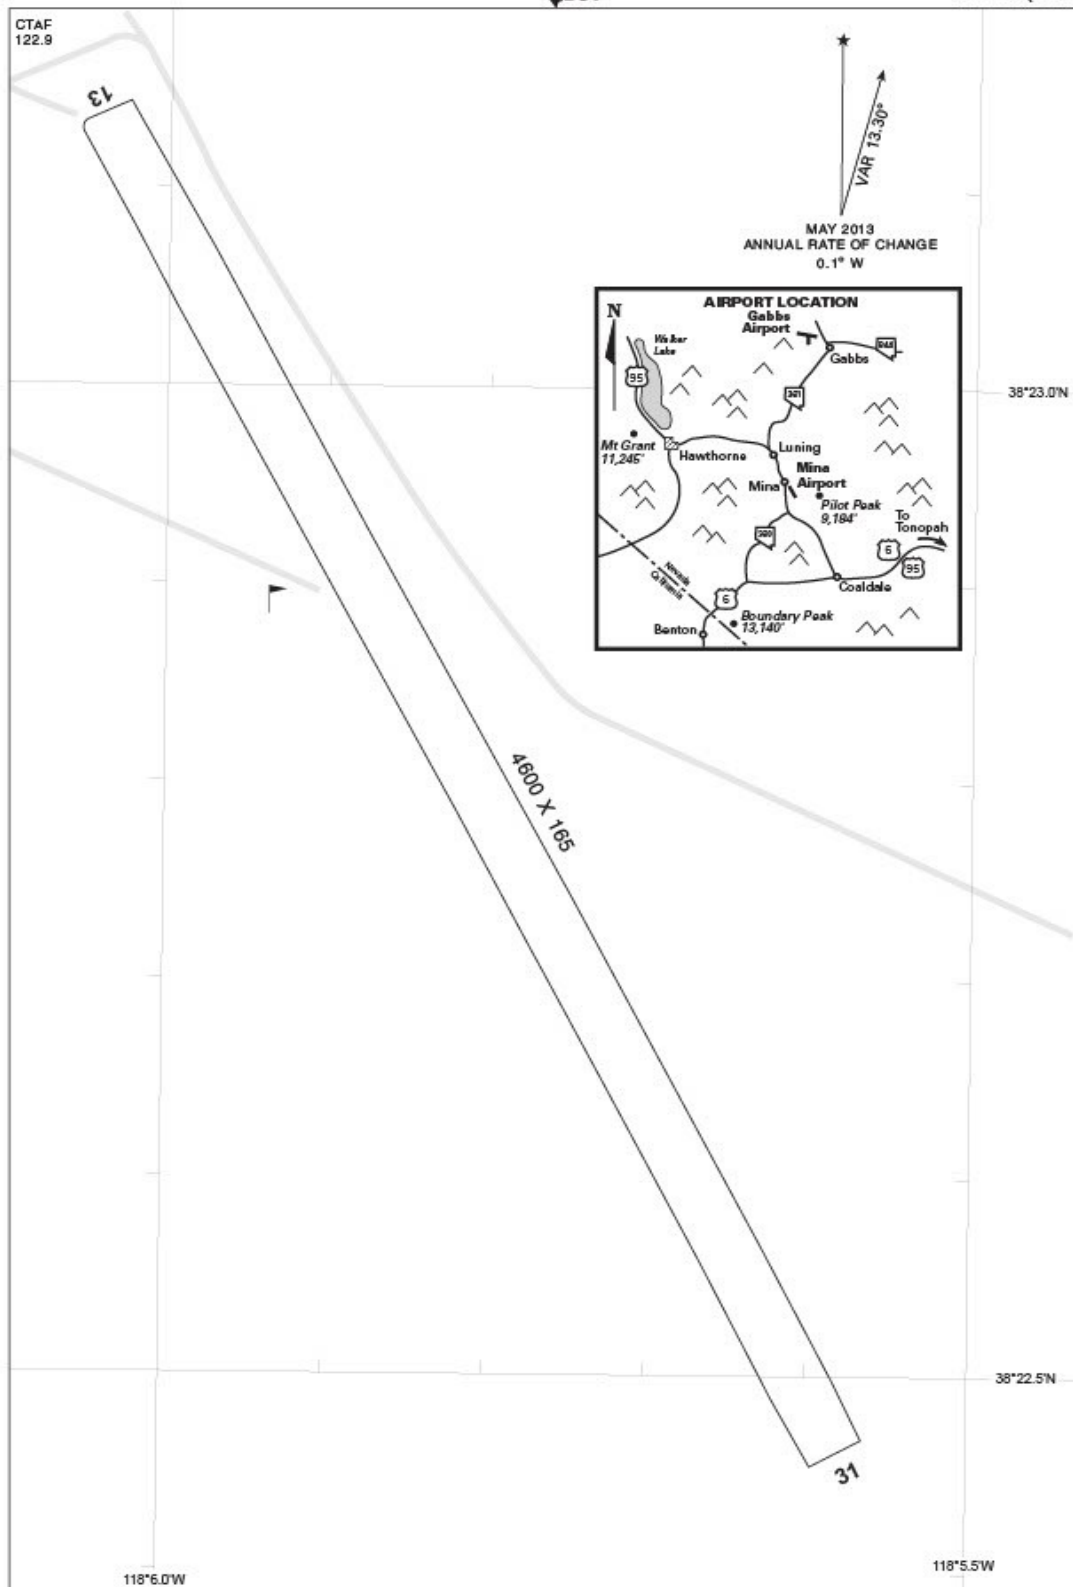 CTAF
122.9
13
VAR 13.30°
MAY 2013
ANNUAL RATE OF CHANGE
0.1° W
AIRPORT LOCATION
N
Gabbs
Airport
Walker
Lake
95
844
Gabbs
361
38°23.0'N
Mt Grant
11,245'
Hawthorne
Luning
Mina
Airport
Mina
Pilot Peak
9,184'
To
Tonopah
360
6
95
Nevada
California
Coaldale
6
Boundary Peak
13,140'
Benton
4600 X 165
38°22.5'N
31
118°6.0'W
118°5.5'W